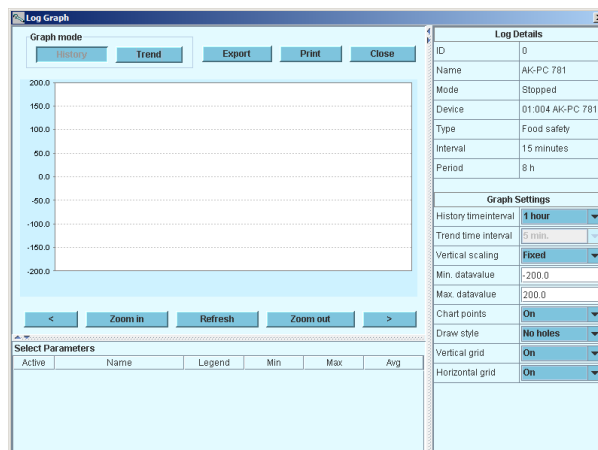 Log Graph
Graph mode
History Trend Export Print Close
200.0
150.0
100.0
50.0
0.0
-50.0
-100.0
-150.0
-200.0
< Zoom in Refresh Zoom out >
Select Parameters
Active Name Legend Min Max Avg
Log Details
ID 0
Name AK-PC 781
Mode Stopped
Device 01:004 AK-PC 781
Type Food safety
Interval 15 minutes
Period 8 h
Graph Settings
History timeinterval 1 hour
Trend time interval 5 min.
Vertical scaling Fixed
Min. datavalue -200.0
Max. datavalue 200.0
Chart points On
Draw style No holes
Vertical grid On
Horizontal grid On